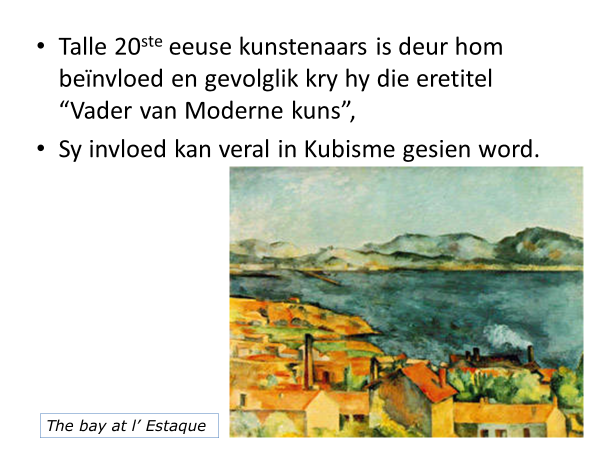 • Talle 20ste eeuse kunstenaars is deur hom
beïnvloed en gevolglik kry hy die eretitel
“Vader van Moderne kuns”,
• Sy invloed kan veral in Kubisme gesien word.
The bay at l’ Estaque